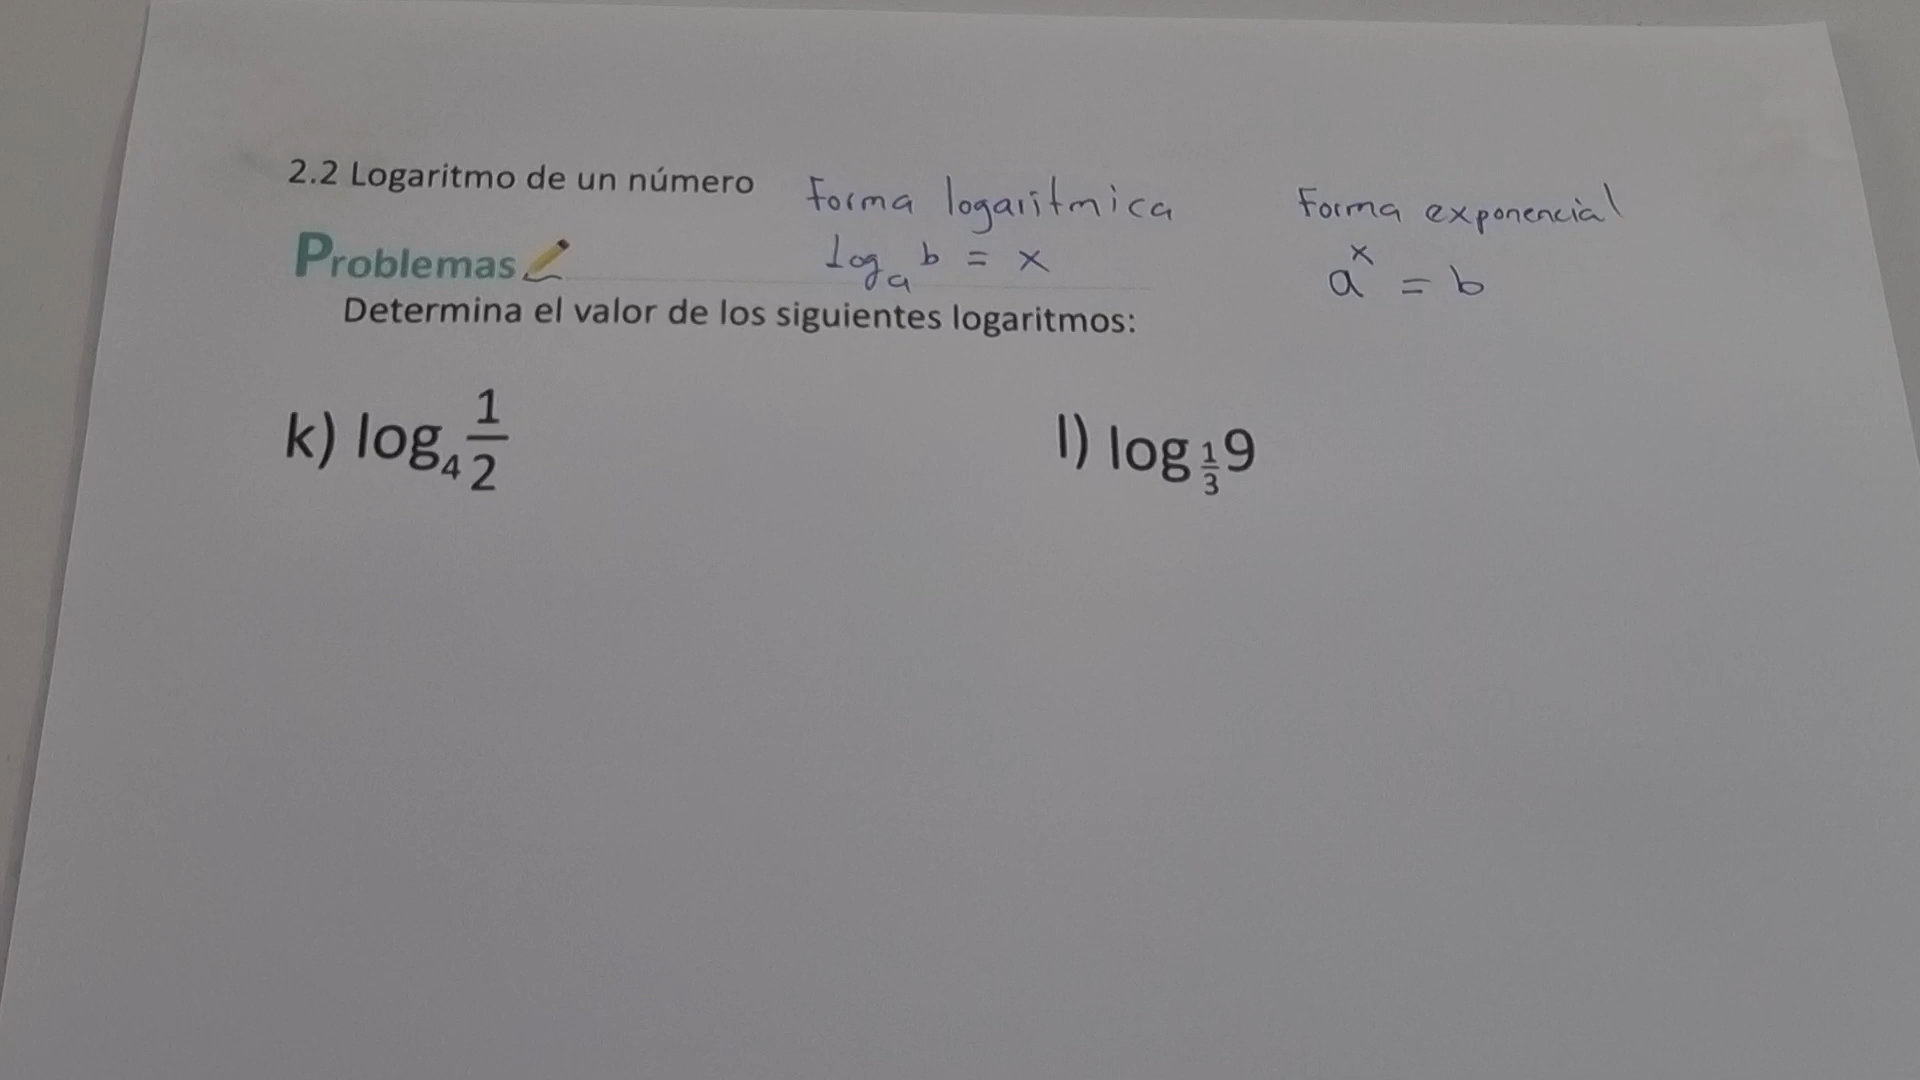 2.2 Logaritmo de un número
Forma logarítmica
Forma exponencial
Problemas
log_a b = x
a^x = b
Determina el valor de los siguientes logaritmos:
k) log_4 1/2
l) log_1/3 9